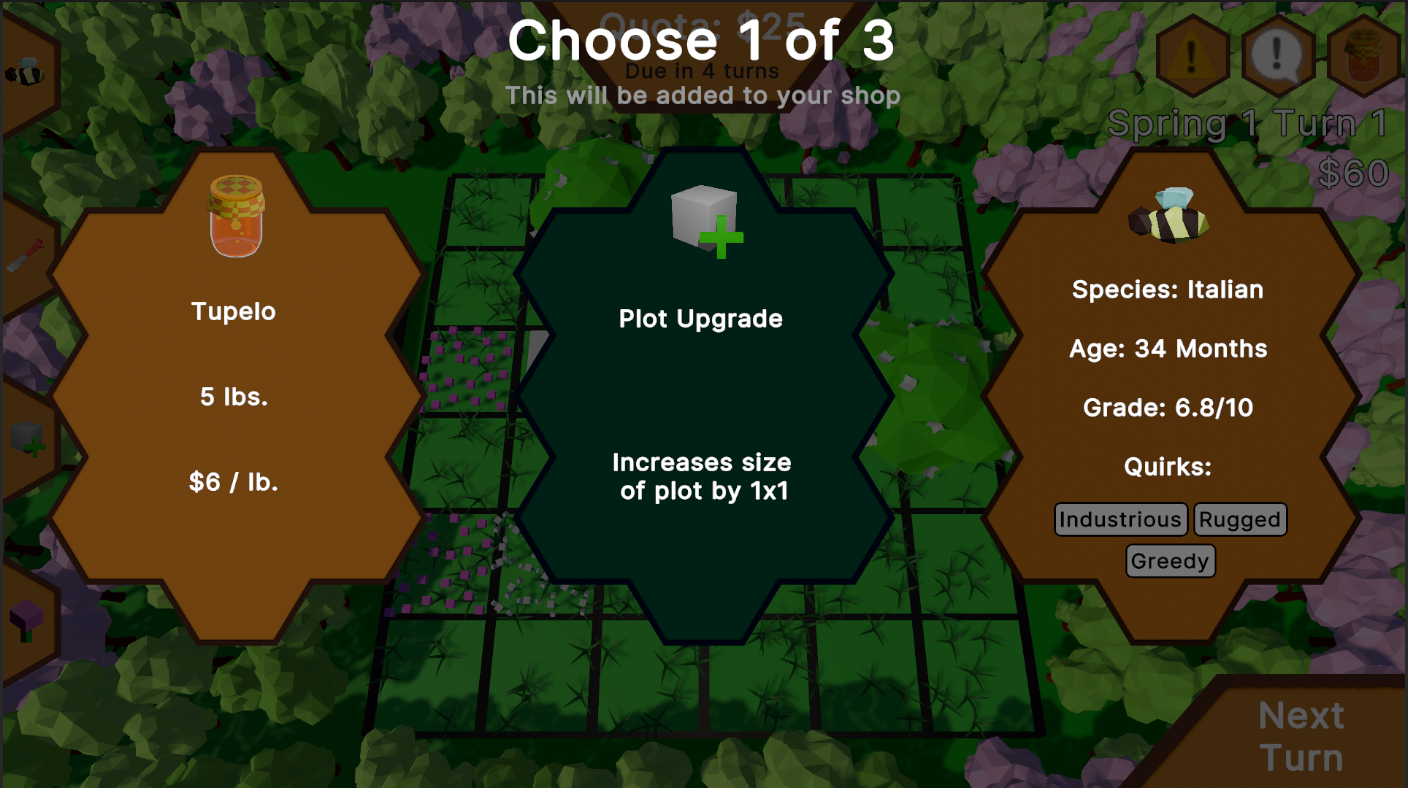 Quota: $25
Choose 1 of 3
Due in 4 turns
This will be added to your shop
Spring 1 Turn 1
$60
Tupelo
5 lbs.
$6 / lb.
Plot Upgrade
Increases size
of plot by 1x1
Species: Italian
Age: 34 Months
Grade: 6.8/10
Quirks:
Industrious Rugged
Greedy
Next
Turn